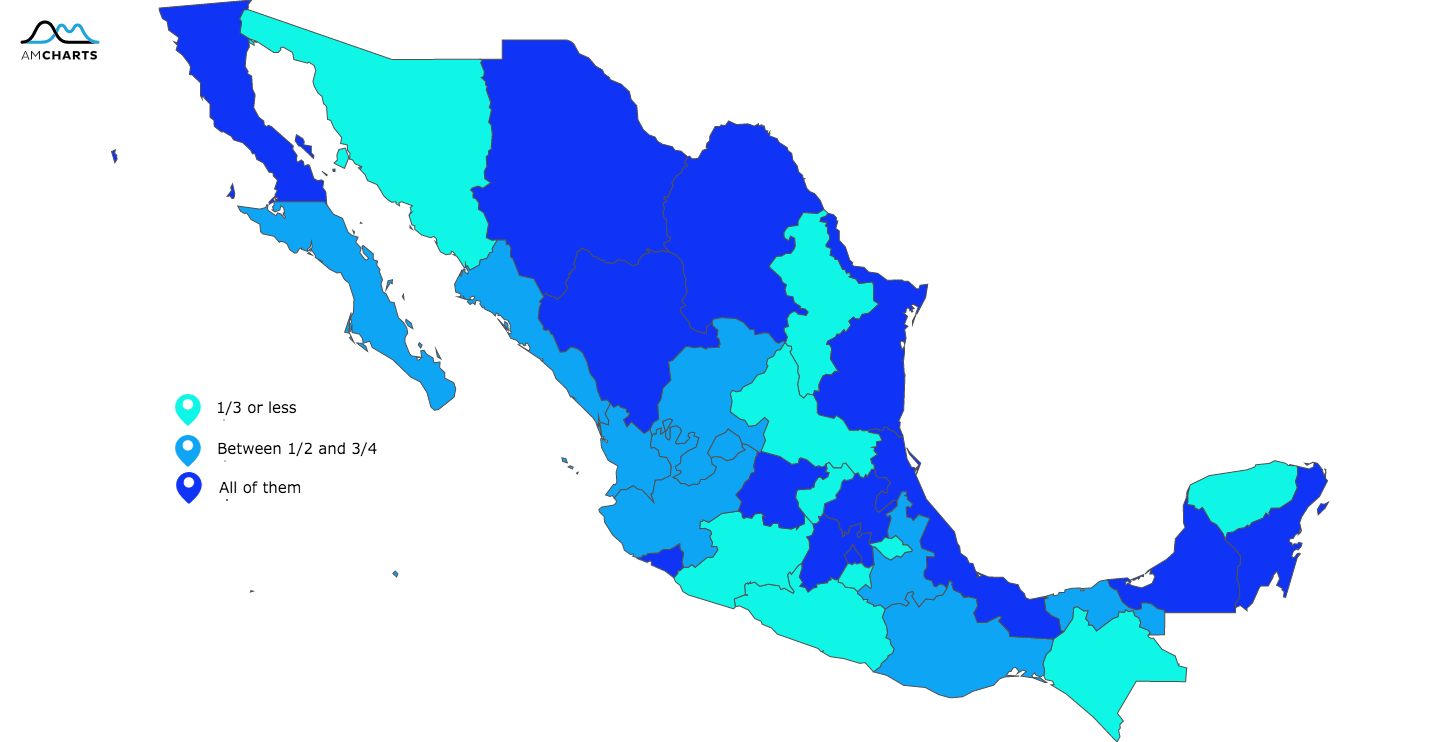 AMCHARTS
1/3 or less
Between 1/2 and 3/4
All of them